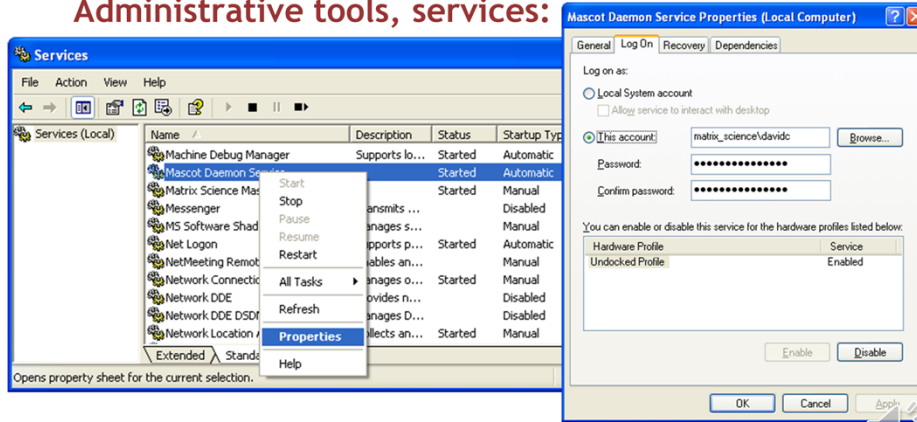 Administrative tools, services:
Services
File Action View Help
Services (Local)
Name Description Status Startup Typ
Machine Debug Manager Supports lo... Started Automatic
Mascot Daemon Started Automatic
Matrix Science Mas Started Manual
Messenger ansmits ... Disabled
MS Software Shad anages s... Manual
Net Logon upports p... Started Automatic
NetMeeting Remot ables an... Manual
Network Connectic anages o... Started Manual
Network DDE ovides n... Disabled
Network DDE DSD anages D... Disabled
Network Location ollects an... Started Manual
Start
Stop
Pause
Resume
Restart
All Tasks
Refresh
Properties
Help
Extended Standa
Opens property sheet for the current selection.
Mascot Daemon Service Properties (Local Computer)
General Log On Recovery Dependencies
Log on as:
Local System account
Allow service to interact with desktop
This account: matrix_science\davidc Browse...
Password: •••••••••••••••
Confirm password: •••••••••••••••
You can enable or disable this service for the hardware profiles listed below:
Hardware Profile Service
Undocked Profile Enabled
Enable Disable
OK Cancel Apply